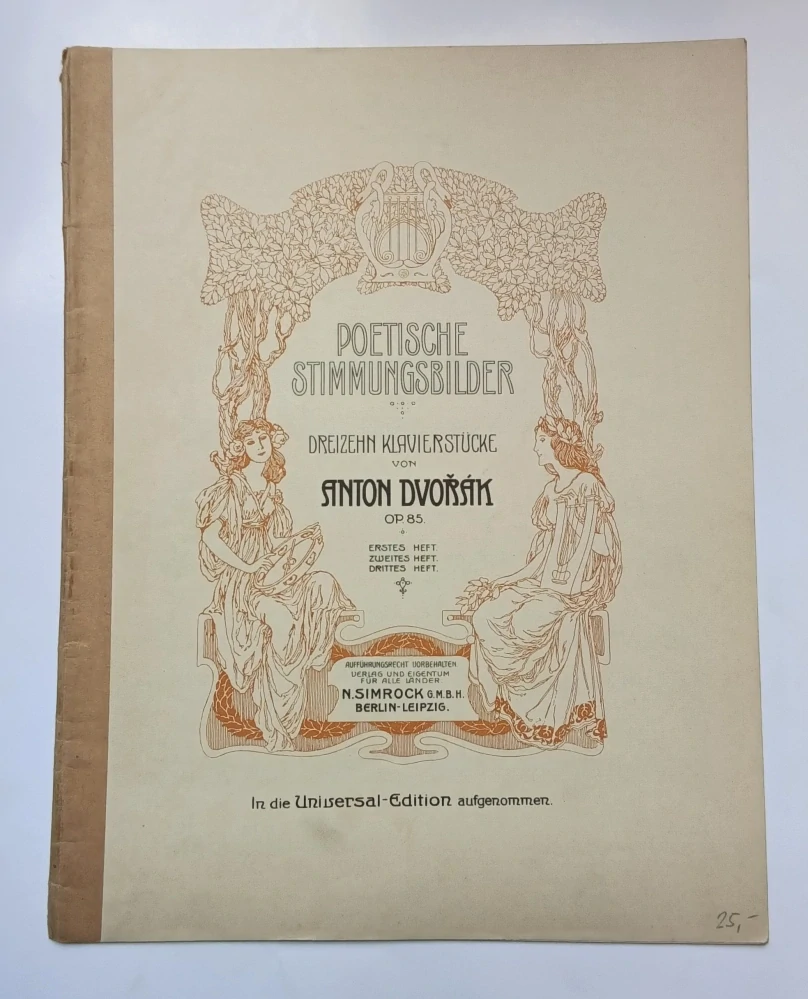 POETISCHE
STIMMUNGSBILDER
DREIZEHN KLAVIERSTÜCKE
VON
ANTON DVOŘÁK
OP. 85.
ERSTES HEFT.
ZWEITES HEFT.
DRITTES HEFT.
AUFFÜHRUNGSRECHT VORBEHALTEN
VERLAG UND EIGENTUM
FÜR ALLE LÄNDER
N. SIMROCK G.M.B.H.
BERLIN-LEIPZIG.
In die Universal-Edition aufgenommen.
25,-